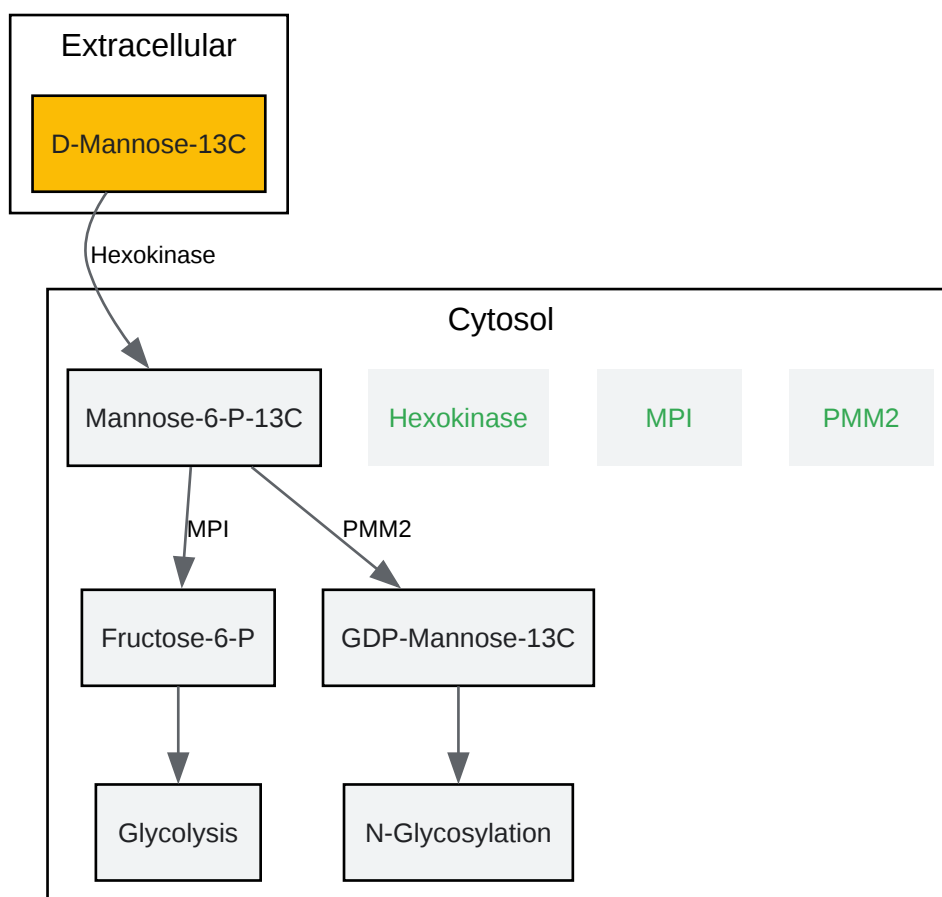 Extracellular
D-Mannose-13C
Hexokinase
Cytosol
Mannose-6-P-13C
Hexokinase
MPI
PMM2
MPI
PMM2
Fructose-6-P
GDP-Mannose-13C
Glycolysis
N-Glycosylation